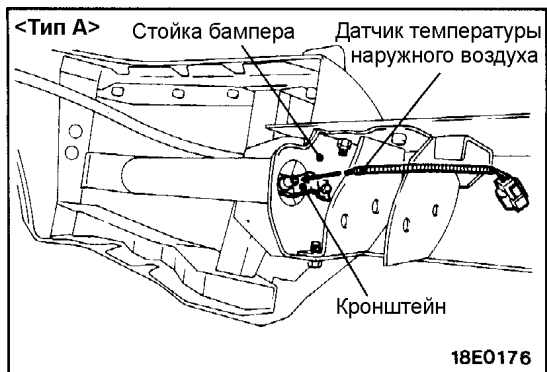 <Тип А>
Стойка бампера
Датчик температуры
наружного воздуха
Кронштейн
18E0176